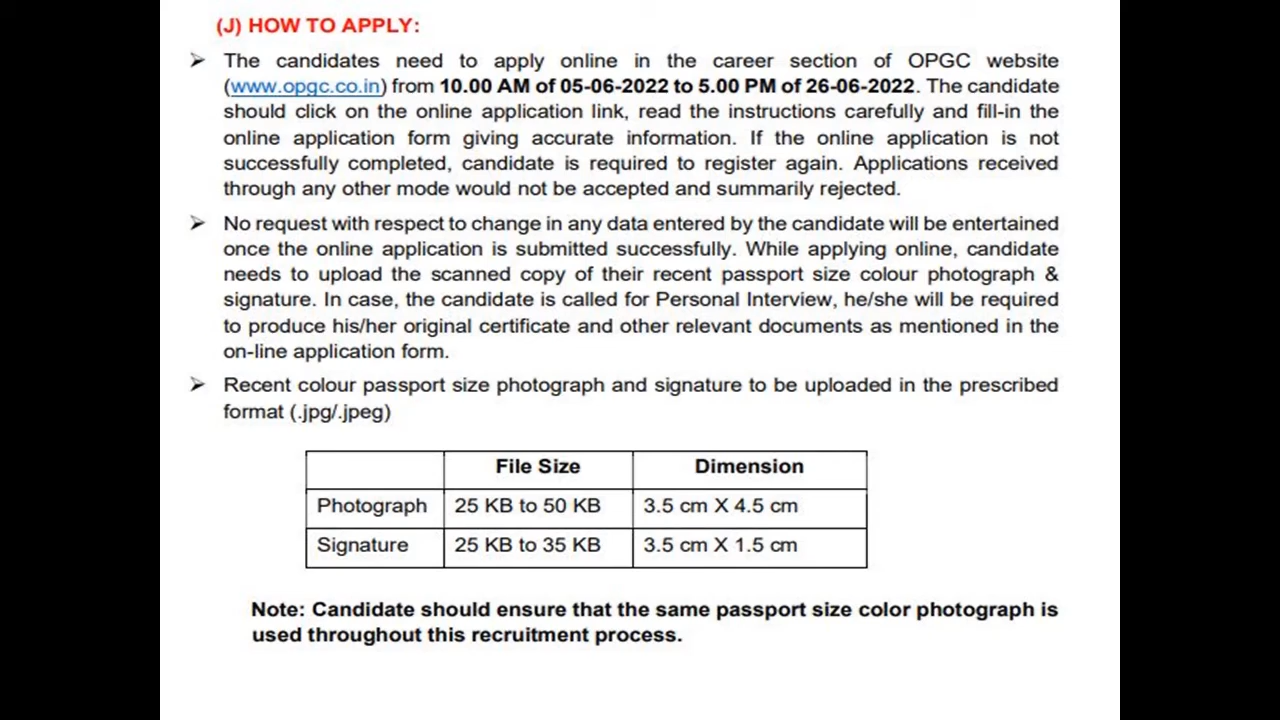 (J) HOW TO APPLY:
➢ The candidates need to apply online in the career section of OPGC website
(www.opgc.co.in) from 10.00 AM of 05-06-2022 to 5.00 PM of 26-06-2022. The candidate
should click on the online application link, read the instructions carefully and fill-in the
online application form giving accurate information. If the online application is not
successfully completed, candidate is required to register again. Applications received
through any other mode would not be accepted and summarily rejected.
➢ No request with respect to change in any data entered by the candidate will be entertained
once the online application is submitted successfully. While applying online, candidate
needs to upload the scanned copy of their recent passport size colour photograph &
signature. In case, the candidate is called for Personal Interview, he/she will be required
to produce his/her original certificate and other relevant documents as mentioned in the
on-line application form.
➢ Recent colour passport size photograph and signature to be uploaded in the prescribed
format (.jpg/.jpeg)
File Size Dimension
Photograph 25 KB to 50 KB 3.5 cm X 4.5 cm
Signature 25 KB to 35 KB 3.5 cm X 1.5 cm
Note: Candidate should ensure that the same passport size color photograph is
used throughout this recruitment process.